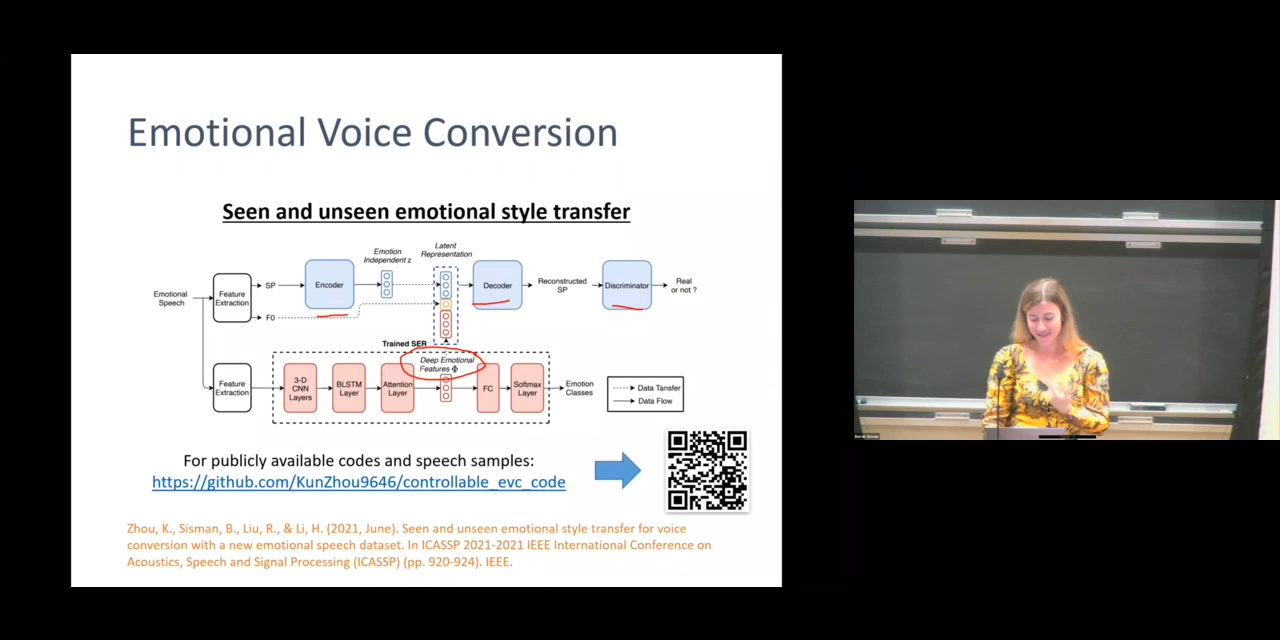 Emotional Voice Conversion
Seen and unseen emotional style transfer
Emotion
Independent z
Latent
Representation
Emotional
Speech
Feature
Extraction
SP
F0
Encoder
Decoder
Reconstructed
SP
Discriminator
Real
or not ?
Trained SER
Deep Emotional
Features Φ
Feature
Extraction
3-D
CNN
Layers
BLSTM
Layer
Attention
Layer
FC
Softmax
Layer
Emotion
Classes
Data Transfer
Data Flow
For publicly available codes and speech samples:
https://github.com/KunZhou9646/controllable_evc_code
Zhou, K., Sisman, B., Liu, R., & Li, H. (2021, June). Seen and unseen emotional style transfer for voice
conversion with a new emotional speech dataset. In ICASSP 2021-2021 IEEE International Conference on
Acoustics, Speech and Signal Processing (ICASSP) (pp. 920-924). IEEE.